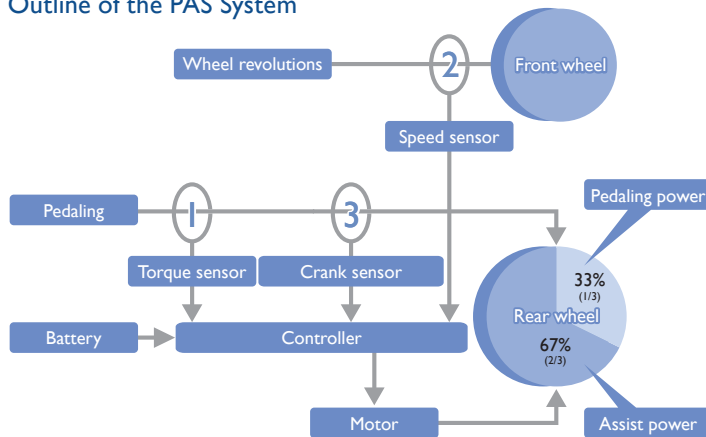 Outline of the PAS System
Wheel revolutions
2
Front wheel
Speed sensor
Pedaling power
Pedaling
1
3
Torque sensor
Crank sensor
33%
(1/3)
Rear wheel
Battery
Controller
67%
(2/3)
Motor
Assist power